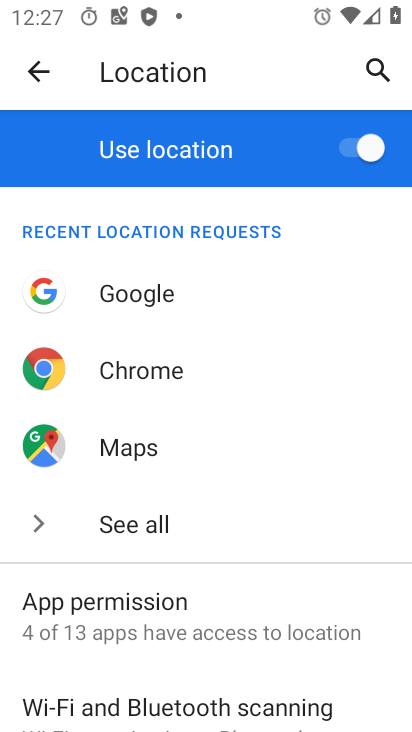 12:27
Location
Use location
RECENT LOCATION REQUESTS
Google
Chrome
Maps
See all
App permission
4 of 13 apps have access to location
Wi-Fi and Bluetooth scanning